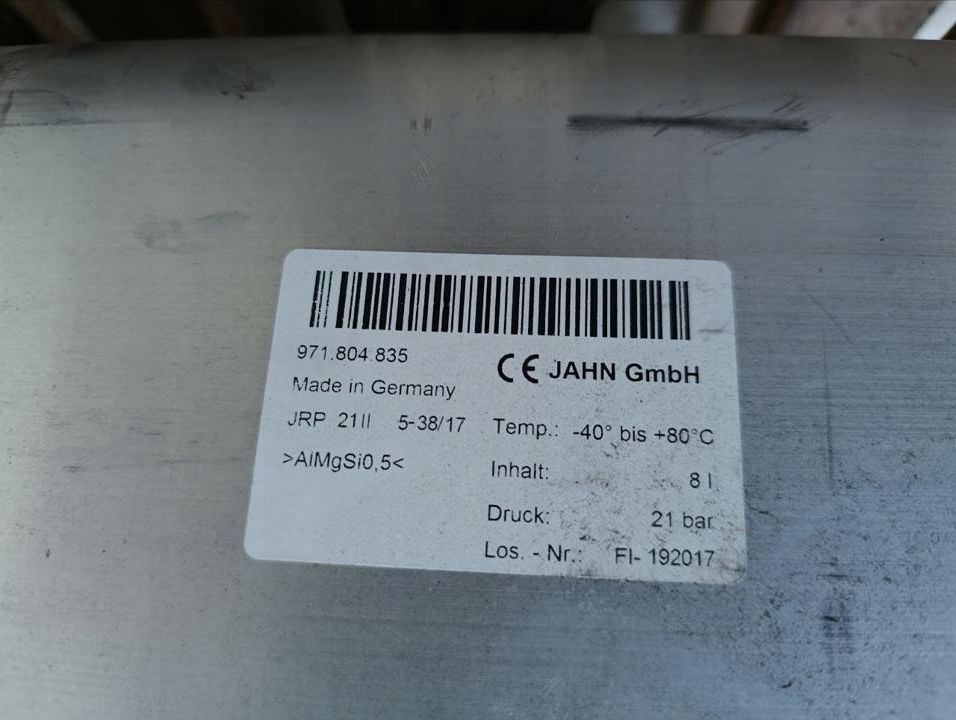 971.804.835
CE JAHN GmbH
Made in Germany
JRP 21II 5-38/17
>AlMgSi0,5<
Temp.: -40° bis +80°C
Inhalt: 8 l
Druck: 21 bar
Los. - Nr.: FI- 192017